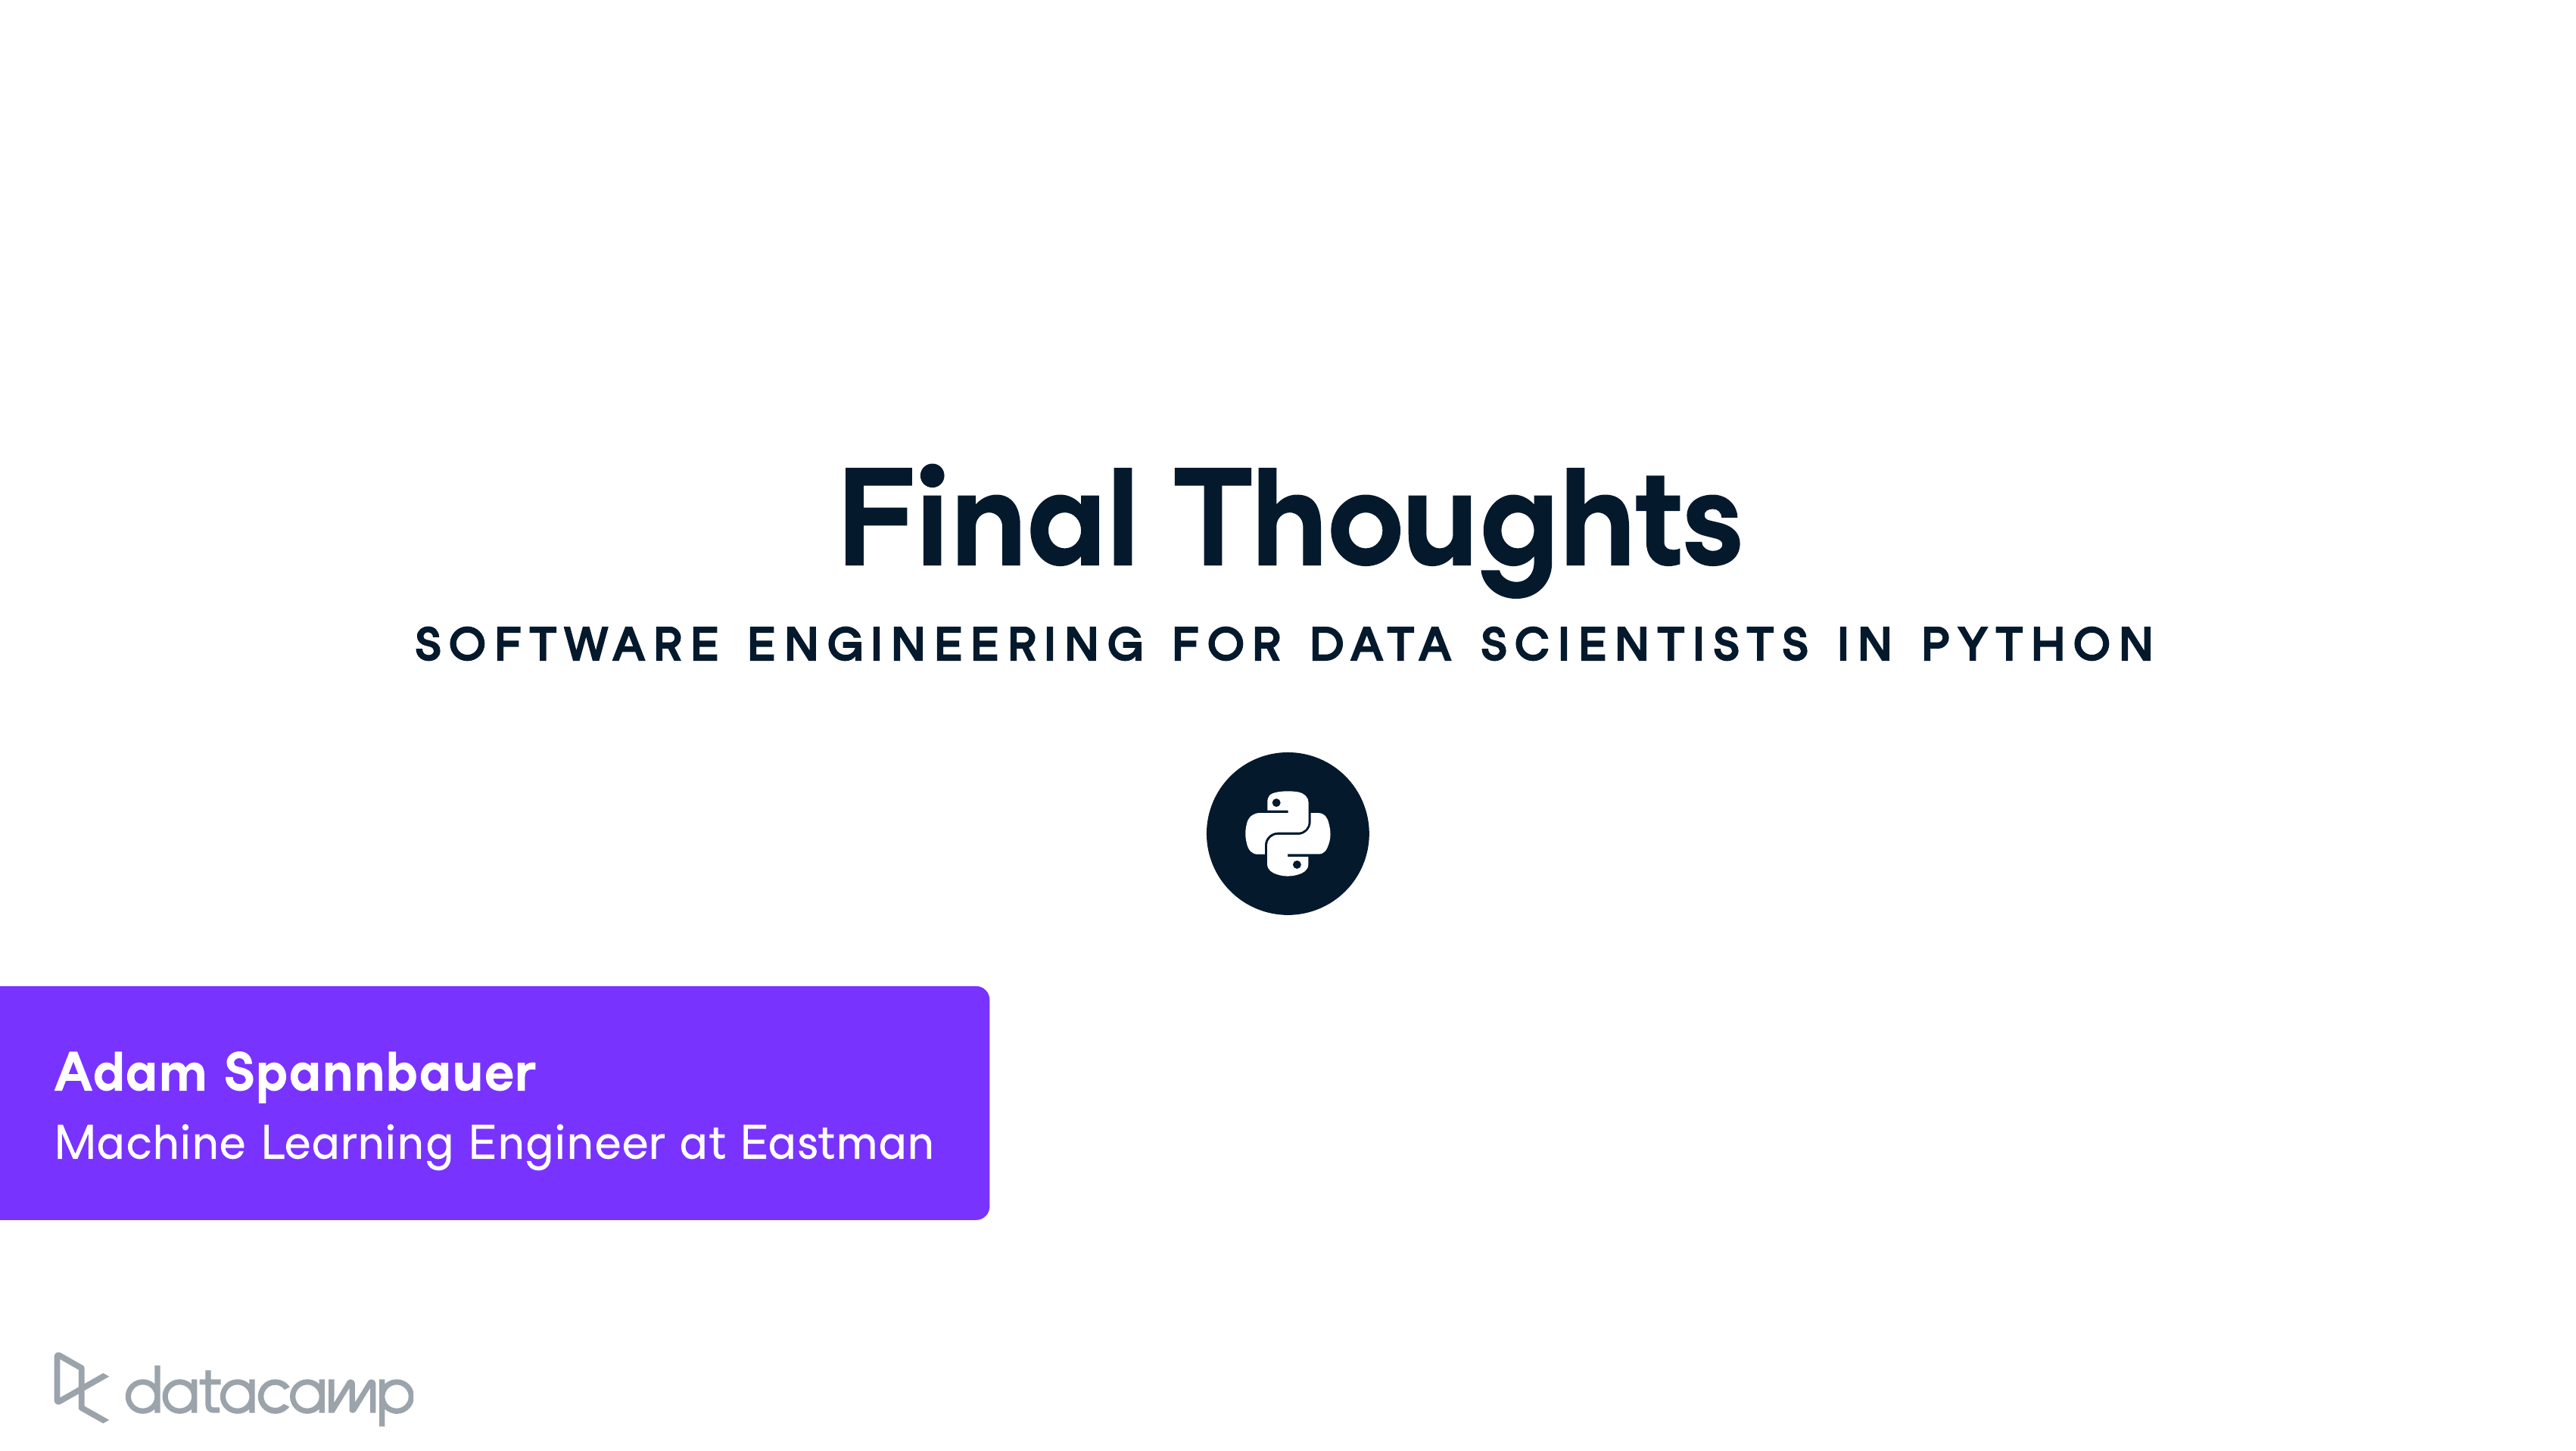 Final Thoughts
SOFTWARE ENGINEERING FOR DATA SCIENTISTS IN PYTHON
Adam Spannbauer
Machine Learning Engineer at Eastman
datacamp